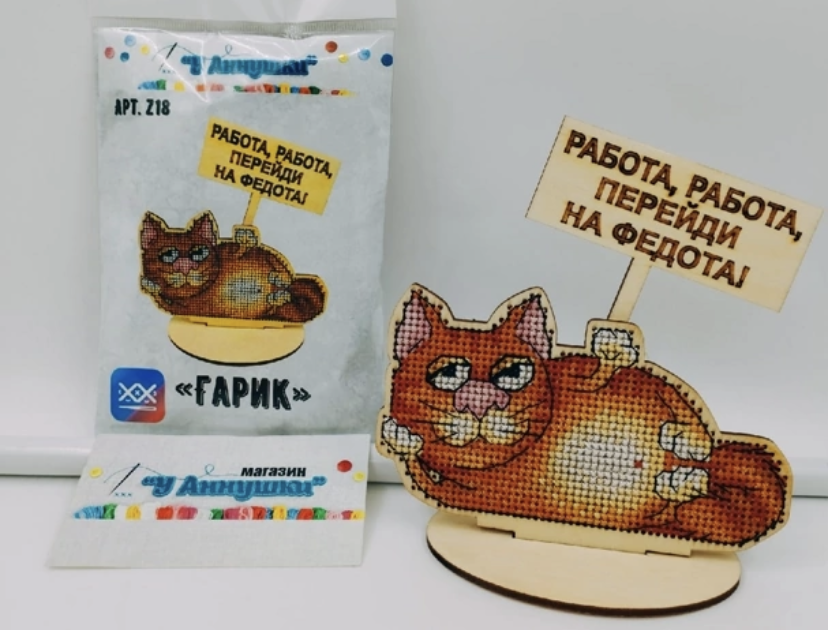 "У Аннушки"
АРТ. Z18
РАБОТА, РАБОТА,
ПЕРЕЙДИ
НА ФЕДОТА!
«ГАРИК»
магазин
"У Аннушки"
РАБОТА, РАБОТА,
ПЕРЕЙДИ
НА ФЕДОТА!